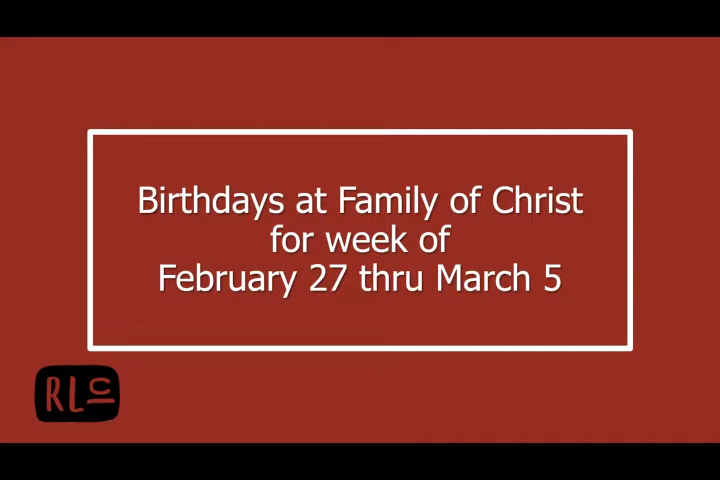 Birthdays at Family of Christ
for week of
February 27 thru March 5
RLC